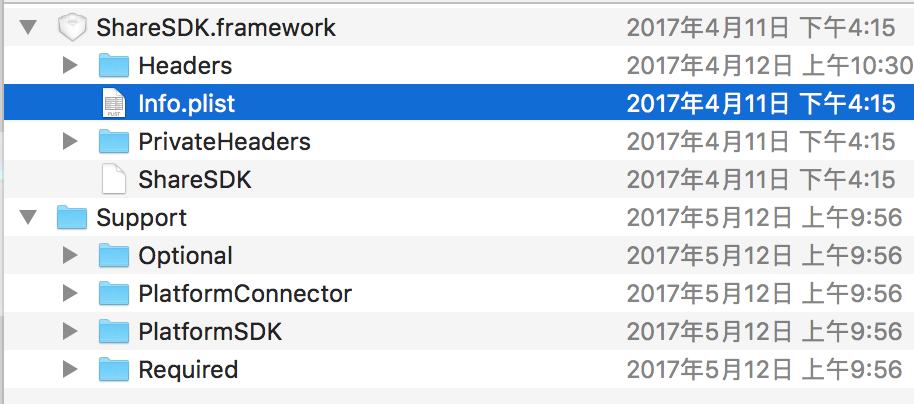 ShareSDK.framework 2017年4月11日 下午4:15
Headers 2017年4月12日 上午10:30
Info.plist 2017年4月11日 下午4:15
PrivateHeaders 2017年4月11日 下午4:15
ShareSDK 2017年4月11日 下午4:15
Support 2017年5月12日 上午9:56
Optional 2017年5月12日 上午9:56
PlatformConnector 2017年5月12日 上午9:56
PlatformSDK 2017年5月12日 上午9:56
Required 2017年5月12日 上午9:56